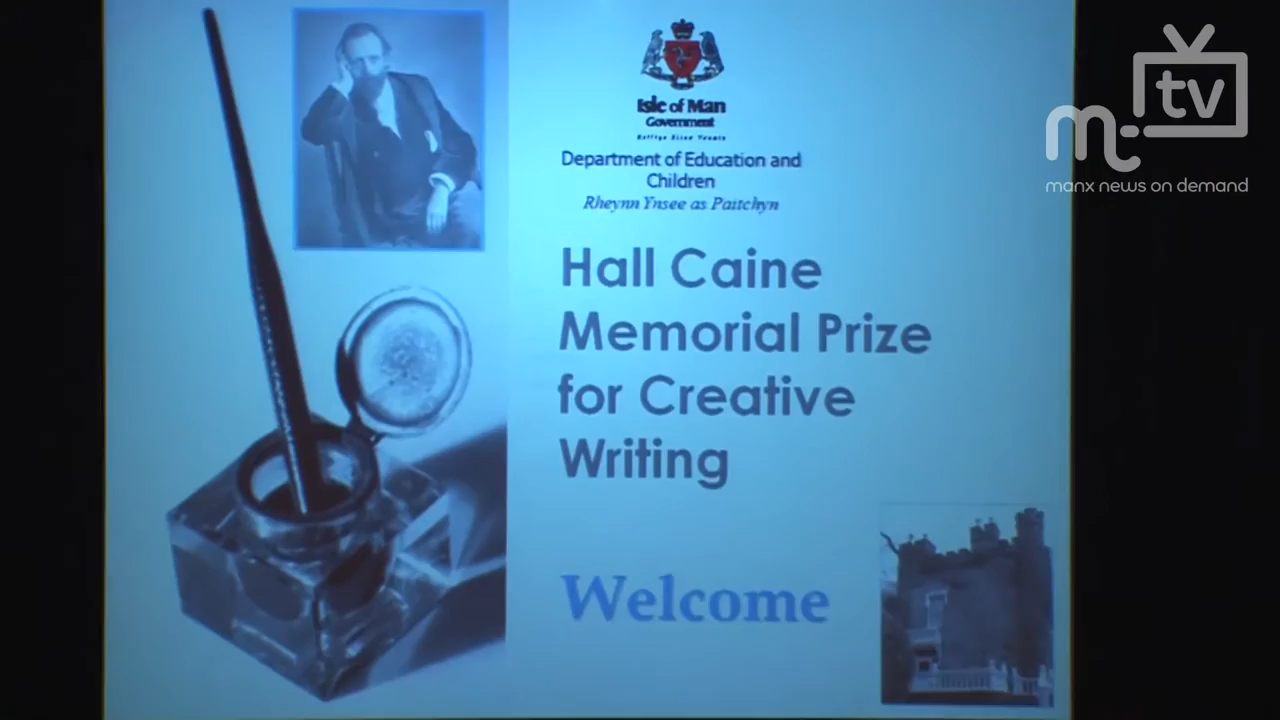 Isle of Man
Government
Department of Education and
Children
Rheynn Ynsee as Paitchyn
Hall Caine
Memorial Prize
for Creative
Writing
Welcome
m:tv
manx news on demand